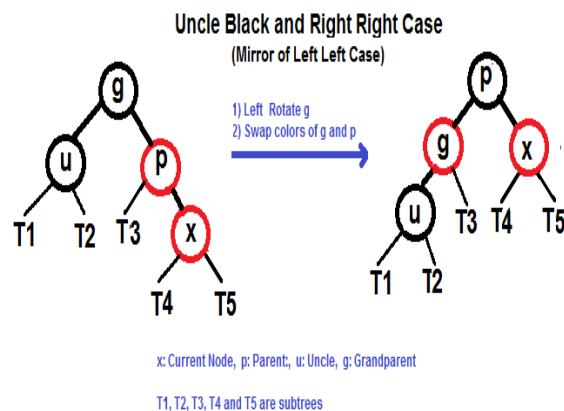 Uncle Black and Right Right Case
(Mirror of Left Left Case)
g
u
p
T1
T2
T3
x
T4
T5
1) Left Rotate g
2) Swap colors of g and p
p
g
x
u
T3
T4
T5
T1
T2
x: Current Node, p: Parent:, u: Uncle, g: Grandparent
T1, T2, T3, T4 and T5 are subtrees